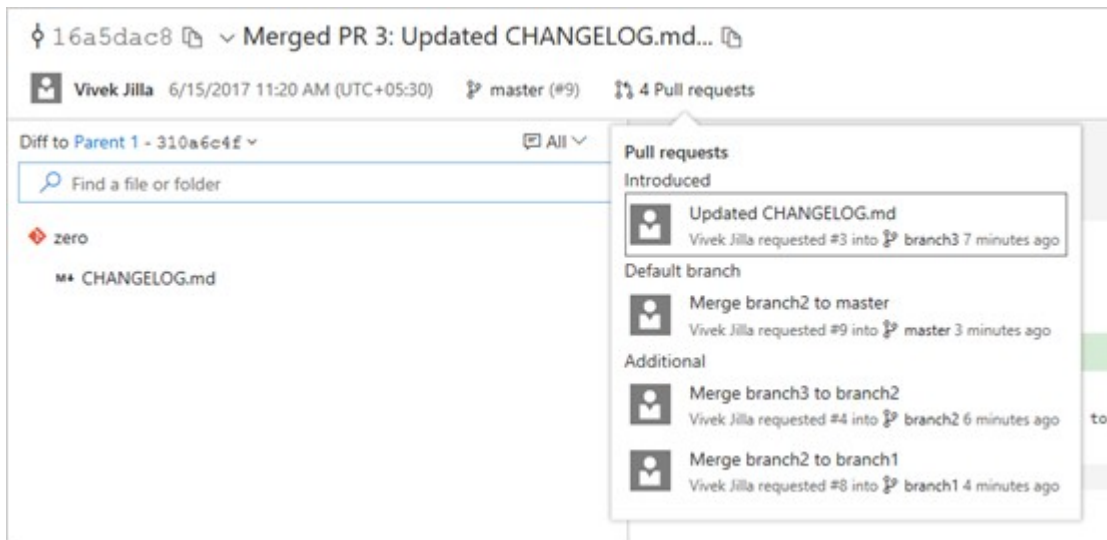 16a5dac8 Merged PR 3: Updated CHANGELOG.md...
Vivek Jilla 6/15/2017 11:20 AM (UTC+05:30) master (#9) 4 Pull requests
Diff to Parent 1 - 310a6c4f All
Find a file or folder
zero
M+ CHANGELOG.md
Pull requests
Introduced
Updated CHANGELOG.md
Vivek Jilla requested #3 into branch3 7 minutes ago
Default branch
Merge branch2 to master
Vivek Jilla requested #9 into master 3 minutes ago
Additional
Merge branch3 to branch2
Vivek Jilla requested #4 into branch2 6 minutes ago
to
Merge branch2 to branch1
Vivek Jilla requested #8 into branch1 4 minutes ago